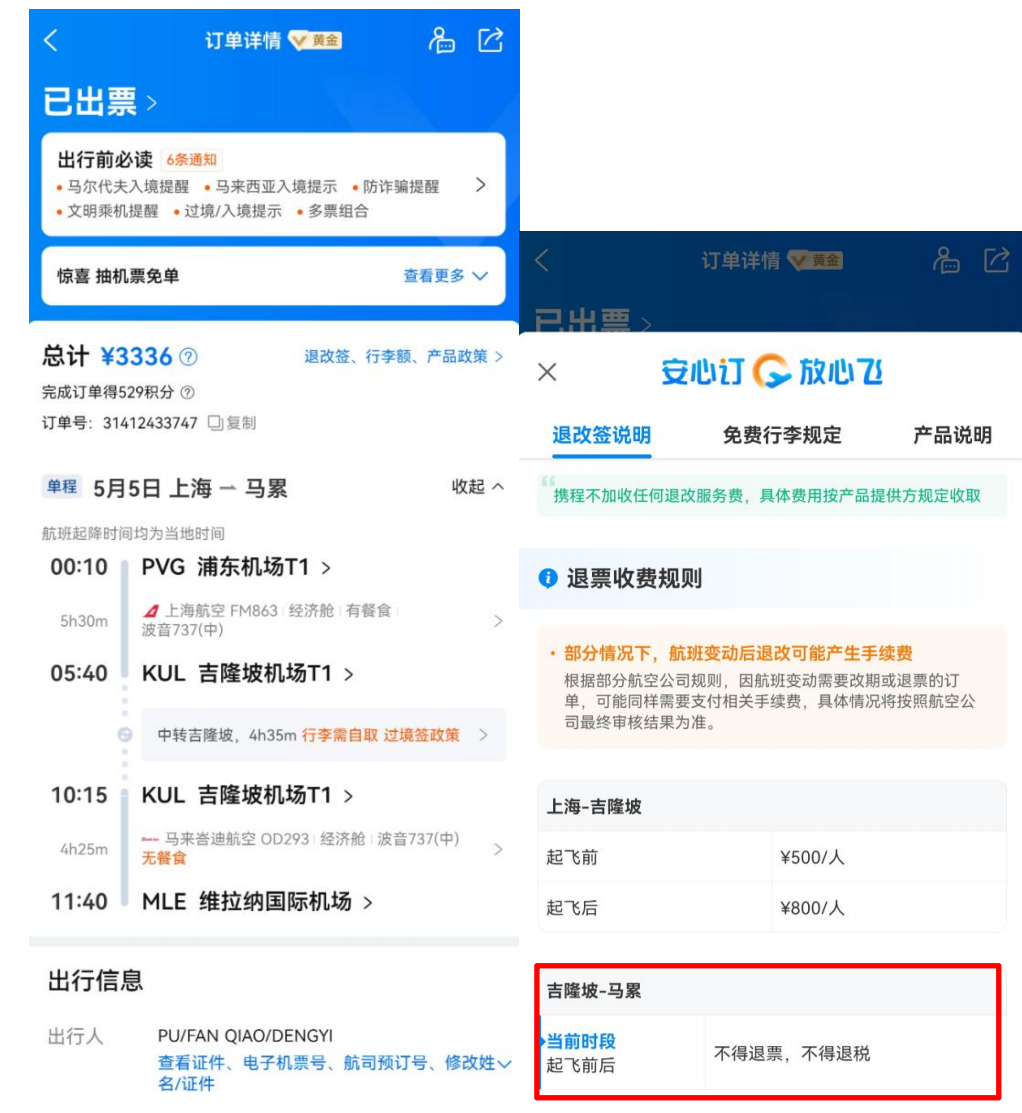 订单详情 黄金
已出票 >
出行前必读 6条通知
• 马尔代夫入境提醒 • 马来西亚入境提示 • 防诈骗提醒
• 文明乘机提醒 • 过境/入境提示 • 多票组合
惊喜 抽机票免单 查看更多
总计 ¥3336 退改签、行李额、产品政策 >
完成订单得529积分
订单号: 31412433747 复制
单程 5月5日 上海 — 马累 收起
航班起降时间均为当地时间
00:10 PVG 浦东机场T1 >
5h30m 上海航空 FM863 经济舱 有餐食
波音737(中)
05:40 KUL 吉隆坡机场T1 >
中转吉隆坡, 4h35m 行李需自取 过境签政策 >
10:15 KUL 吉隆坡机场T1 >
4h25m 马来峇迪航空 OD293 经济舱 波音737(中)
无餐食
11:40 MLE 维拉纳国际机场 >
出行信息
出行人 PU/FAN QIAO/DENGYI
查看证件、电子机票号、航司预订号、修改姓
名/证件
订单详情 黄金
已出票 >
安心订 放心飞
退改签说明 免费行李规定 产品说明
携程不加收任何退改服务费, 具体费用按产品提供方规定收取
退票收费规则
• 部分情况下, 航班变动后退改可能产生手续费
根据部分航空公司规则, 因航班变动需要改期或退票的订
单, 可能同样需要支付相关手续费, 具体情况将按照航空公
司最终审核结果为准。
上海-吉隆坡
起飞前 ¥500/人
起飞后 ¥800/人
吉隆坡-马累
当前时段
起飞前后 不得退票, 不得退税